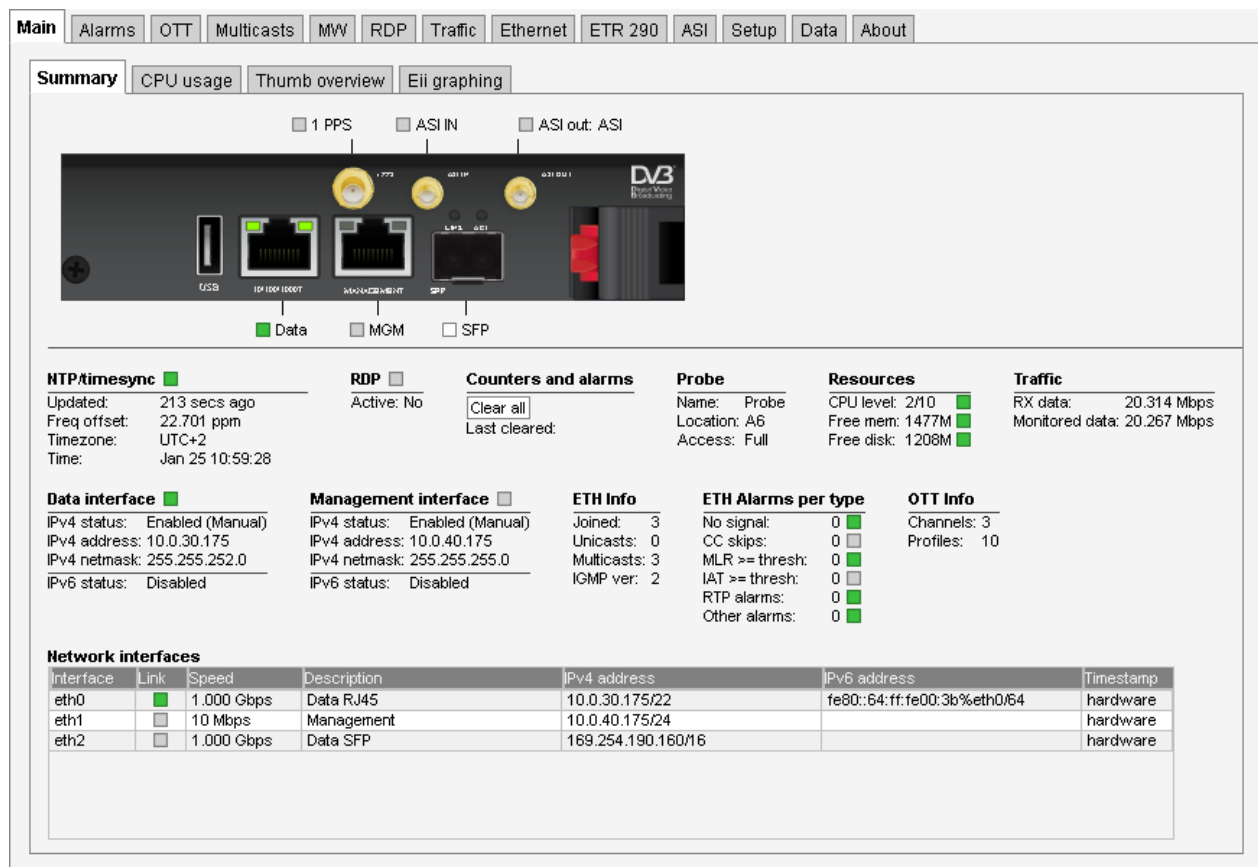 Main Alarms OTT Multicasts MW RDP Traffic Ethernet ETR 290 ASI Setup Data About
Summary CPU usage Thumb overview Eii graphing
1 PPS ASI IN ASI out: ASI
DVB
Digital Video
Broadcasting
USB 10/100/1000T MANAGEMENT SFP
Data MGM SFP
NTP/timesync RDP Counters and alarms Probe Resources Traffic
Updated: 213 secs ago Active: No Clear all Name: Probe CPU level: 2/10 RX data: 20.314 Mbps
Freq offset: 22.701 ppm Last cleared: Location: A6 Free mem: 1477M Monitored data: 20.267 Mbps
Timezone: UTC+2 Access: Full Free disk: 1208M
Time: Jan 25 10:59:28
Data interface Management interface ETH Info ETH Alarms per type OTT Info
IPv4 status: Enabled (Manual) IPv4 status: Enabled (Manual) Joined: 3 No signal: 0 Channels: 3
IPv4 address: 10.0.30.175 IPv4 address: 10.0.40.175 Unicasts: 0 CC skips: 0 Profiles: 10
IPv4 netmask: 255.255.252.0 IPv4 netmask: 255.255.255.0 Multicasts: 3 MLR >= thresh: 0
IPv6 status: Disabled IPv6 status: Disabled IGMP ver: 2 IAT >= thresh: 0
RTP alarms: 0
Other alarms: 0
Network interfaces
Interface Link Speed Description IPv4 address IPv6 address Timestamp
eth0 1.000 Gbps Data RJ45 10.0.30.175/22 fe80::64:ff:fe00:3b%eth0/64 hardware
eth1 10 Mbps Management 10.0.40.175/24 hardware
eth2 1.000 Gbps Data SFP 169.254.190.160/16 hardware